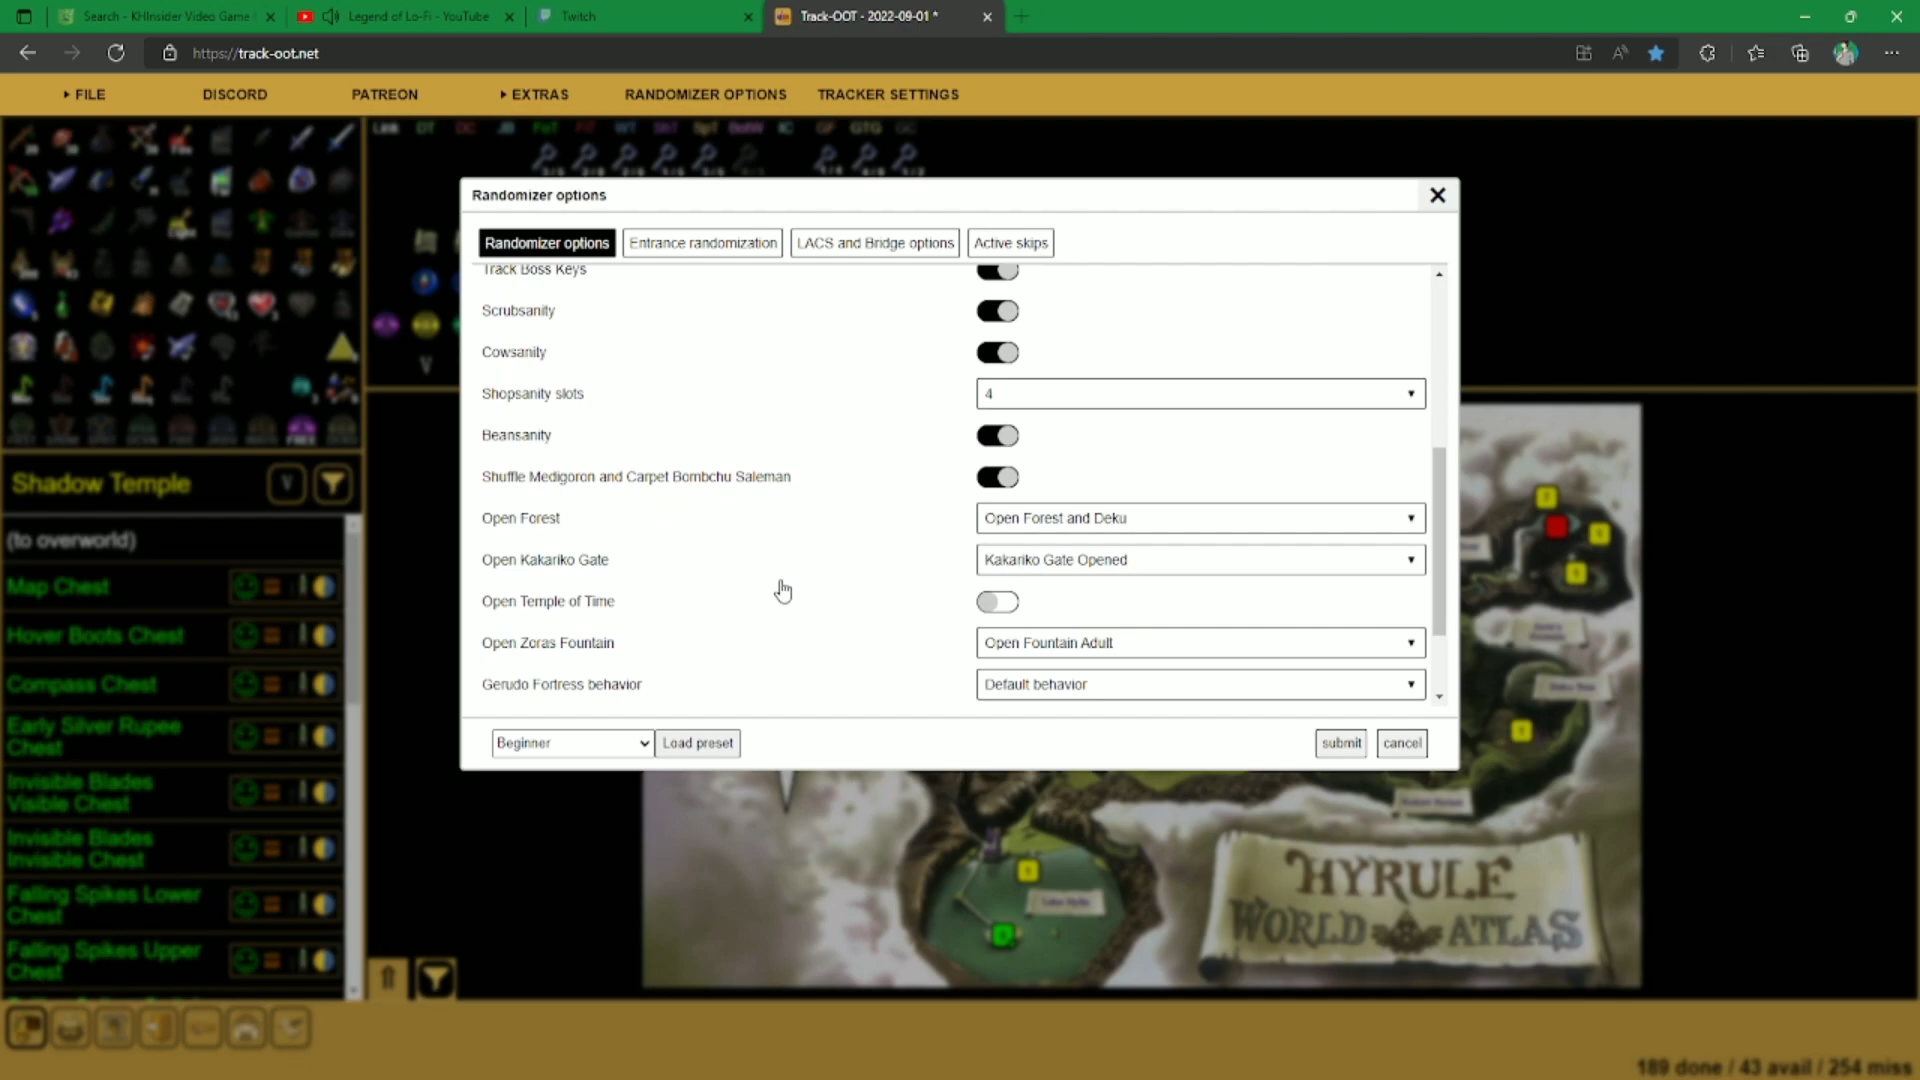 Search - KHInsider Video Game
Legend of Lo-Fi - YouTube
Twitch
Track-OOT - 2022-09-01 *
https://track-oot.net
FILE
DISCORD
PATREON
EXTRAS
RANDOMIZER OPTIONS
TRACKER SETTINGS
Randomizer options
Randomizer options
Entrance randomization
LACS and Bridge options
Active skips
Track Boss Keys
Scrubsanity
Cowsanity
Shopsanity slots
4
Beansanity
Shuffle Medigoron and Carpet Bombchu Saleman
Open Forest
Open Forest and Deku
Open Kakariko Gate
Kakariko Gate Opened
Open Temple of Time
Open Zoras Fountain
Open Fountain Adult
Gerudo Fortress behavior
Default behavior
Beginner
Load preset
submit
cancel
Shadow Temple
V
(to overworld)
Map Chest
Hover Boots Chest
Compass Chest
Early Silver Rupee
Chest
Invisible Blades
Visible Chest
Invisible Blades
Invisible Chest
Falling Spikes Lower
Chest
Falling Spikes Upper
Chest
Lake Hylia
HYRULE
WORLD ATLAS
189 done / 43 avail / 254 miss